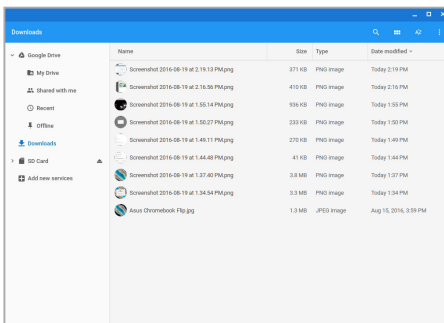 Downloads
Google Drive
My Drive
Shared with me
Recent
Offline
Downloads
SD Card
Add new services
Name Size Type Date modified
Screenshot 2016-08-19 at 2.19.13 PM.png 371 KB PNG image Today 2:19 PM
Screenshot 2016-08-19 at 2.16.56 PM.png 410 KB PNG image Today 2:16 PM
Screenshot 2016-08-19 at 1.55.14 PM.png 936 KB PNG image Today 1:55 PM
Screenshot 2016-08-19 at 1.50.27 PM.png 233 KB PNG image Today 1:50 PM
Screenshot 2016-08-19 at 1.49.11 PM.png 270 KB PNG image Today 1:49 PM
Screenshot 2016-08-19 at 1.44.48 PM.png 41 KB PNG image Today 1:44 PM
Screenshot 2016-08-19 at 1.37.40 PM.png 3.8 MB PNG image Today 1:37 PM
Screenshot 2016-08-19 at 1.34.54 PM.png 3.3 MB PNG image Today 1:34 PM
Asus Chromebook Flip.jpg 1.3 MB JPEG image Aug 15, 2016, 3:59 PM